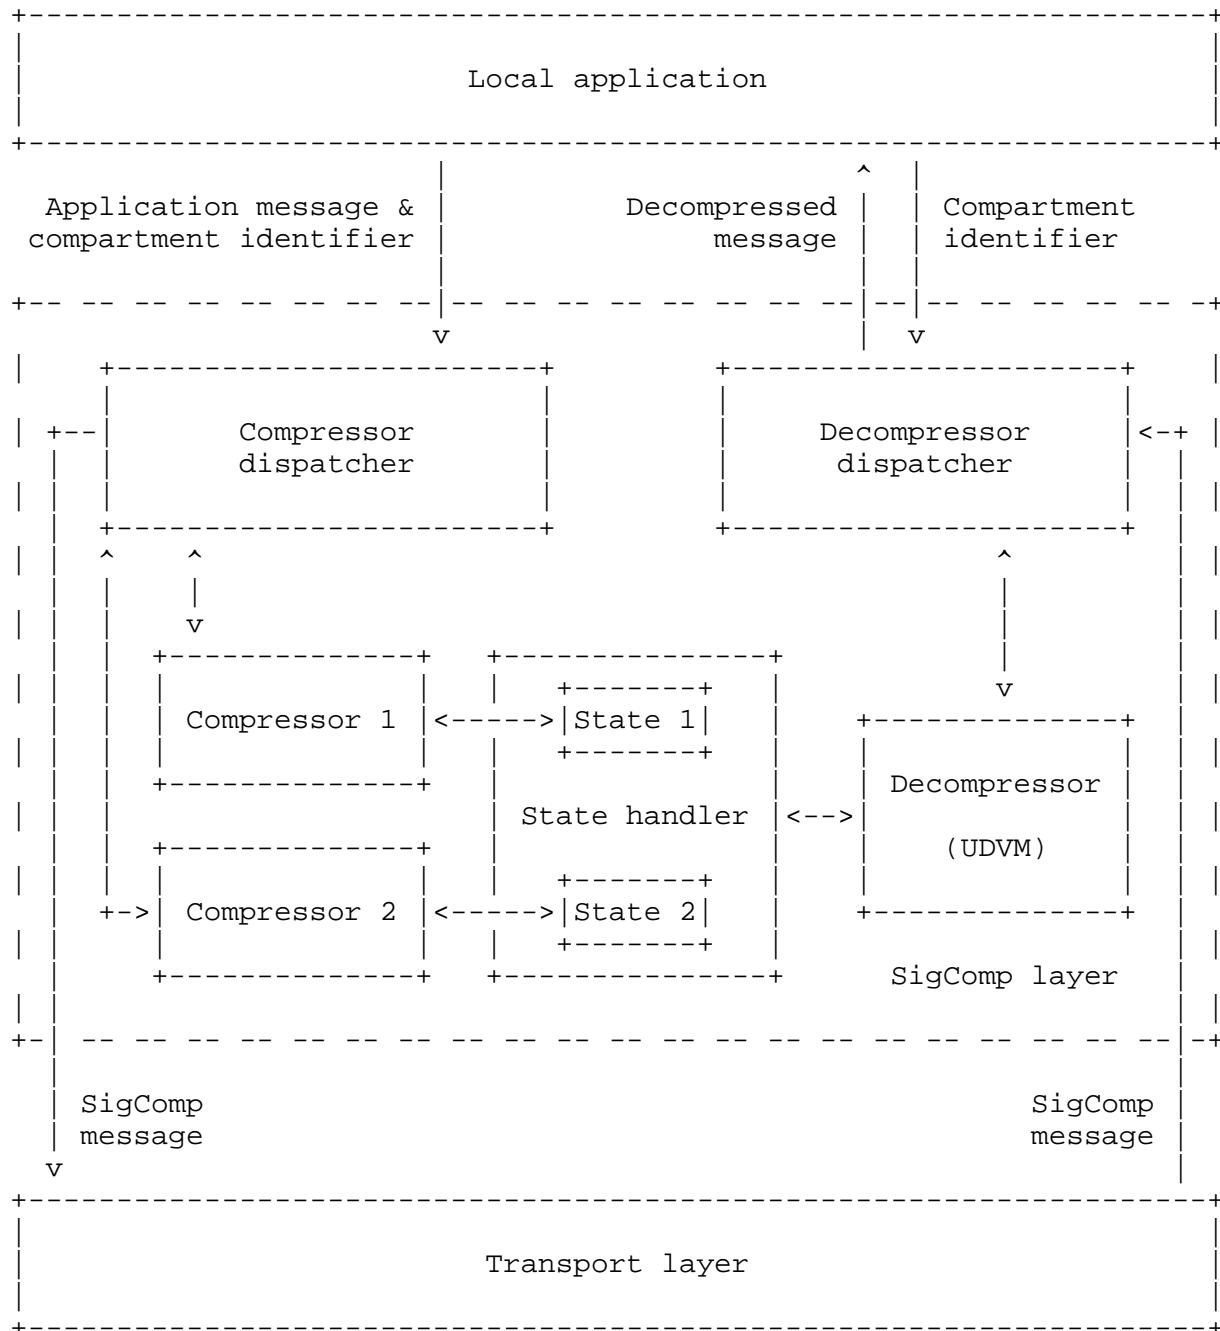 Local application
Application message &
compartment identifier
Decompressed
message
Compartment
identifier
Compressor
dispatcher
Decompressor
dispatcher
Compressor 1
State 1
Decompressor
(UDVM)
State handler
Compressor 2
State 2
SigComp layer
SigComp
message
SigComp
message
Transport layer